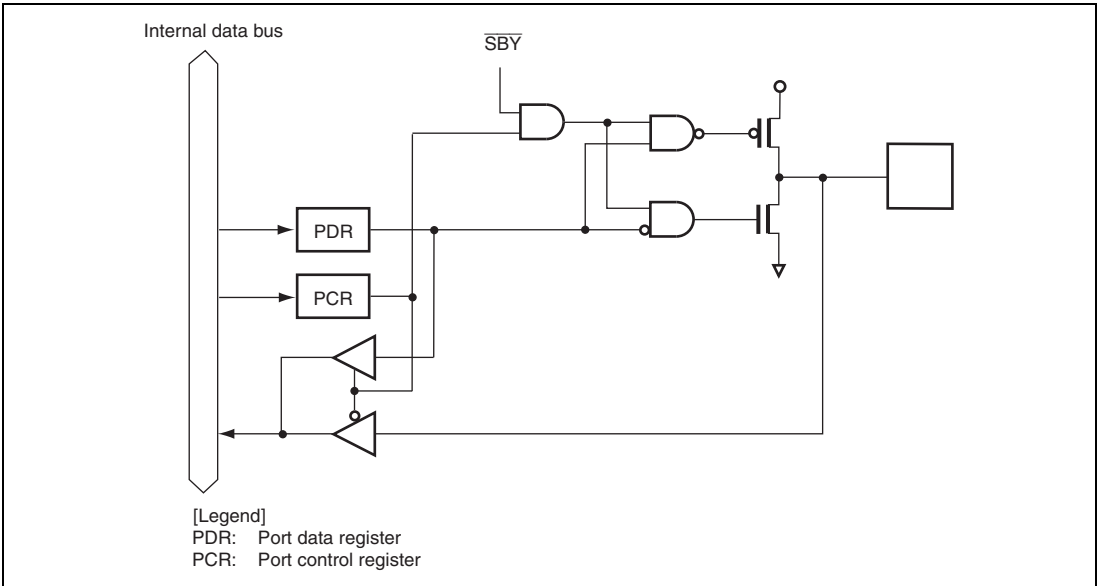 Internal data bus
SBY
PDR
PCR
[Legend]
PDR: Port data register
PCR: Port control register